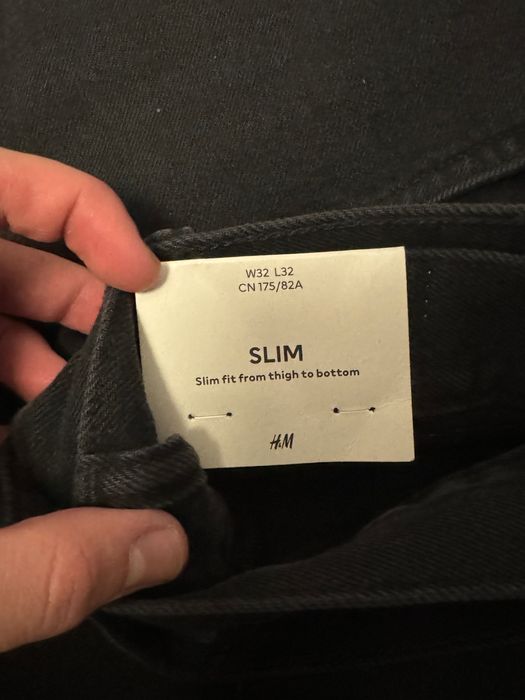 W32 L32
CN 175/82A
SLIM
Slim fit from thigh to bottom
H&M